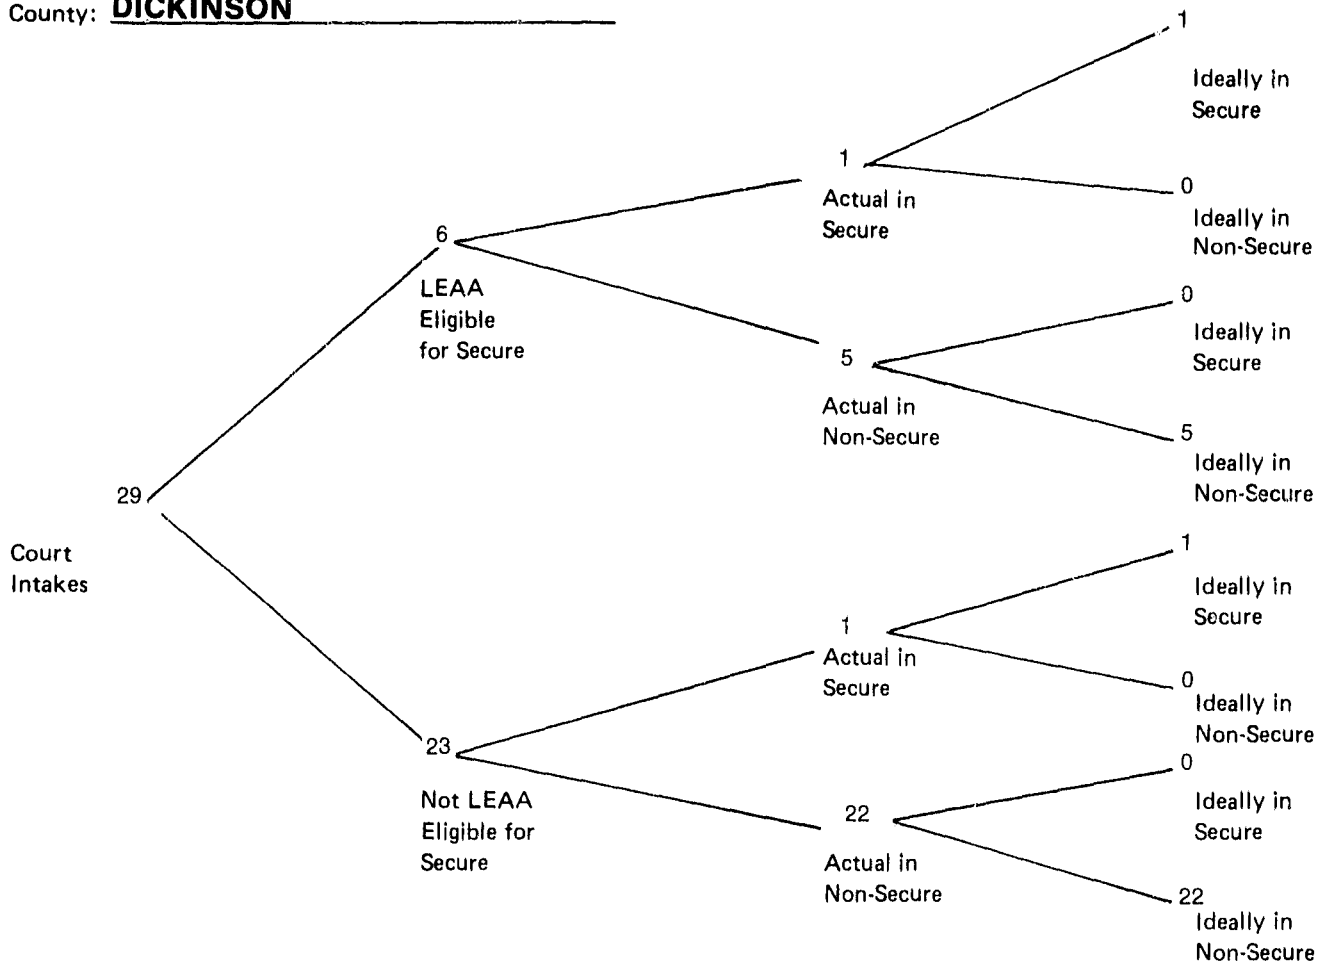 County: DICKINSON
1
Ideally in
Secure
1
Actual in
Secure
0
Ideally in
Non-Secure
6
LEAA
Eligible
for Secure
0
Ideally in
Secure
5
Actual in
Non-Secure
5
Ideally in
Non-Secure
29
Court
Intakes
1
Ideally in
Secure
1
Actual in
Secure
0
Ideally in
Non-Secure
23
Not LEAA
Eligible for
Secure
0
Ideally in
Secure
22
Actual in
Non-Secure
22
Ideally in
Non-Secure